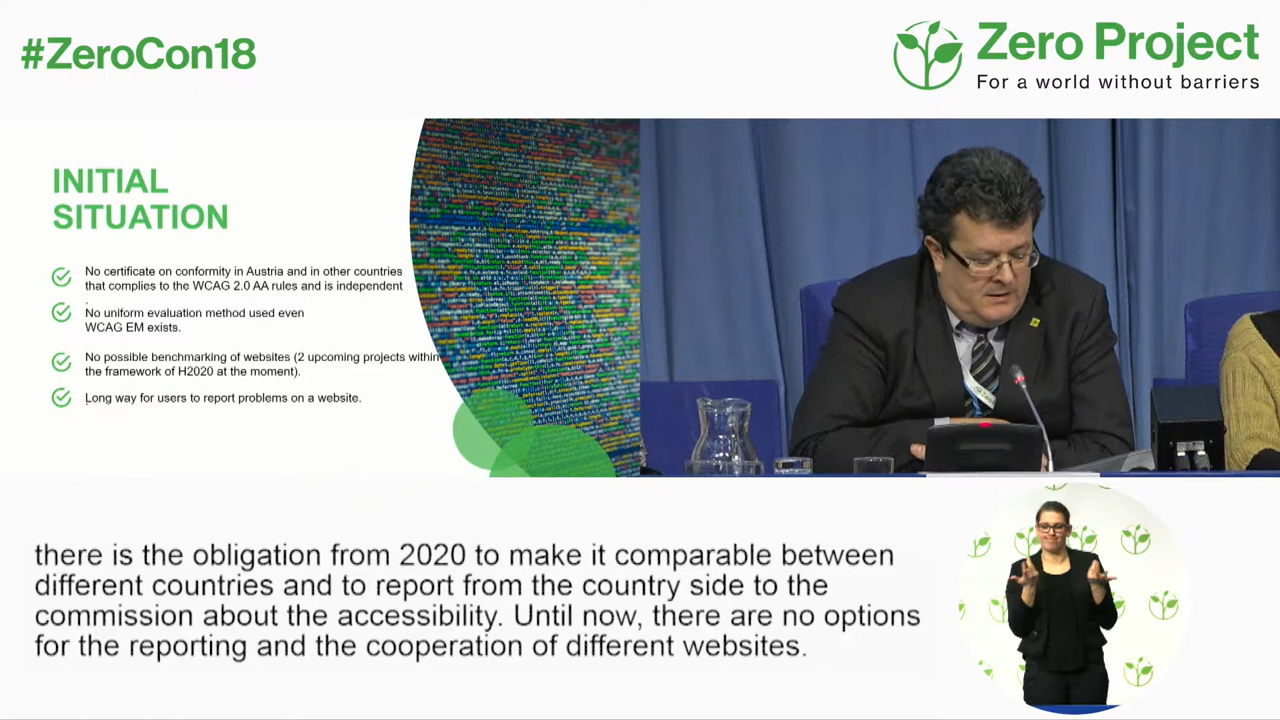 #ZeroCon18
Zero Project
For a world without barriers
INITIAL
SITUATION
No certificate on conformity in Austria and in other countries
that complies to the WCAG 2.0 AA rules and is independent
.
No uniform evaluation method used even
WCAG EM exists.
No possible benchmarking of websites (2 upcoming projects within
the framework of H2020 at the moment).
Long way for users to report problems on a website.
there is the obligation from 2020 to make it comparable between
different countries and to report from the country side to the
commission about the accessibility. Until now, there are no options
for the reporting and the cooperation of different websites.